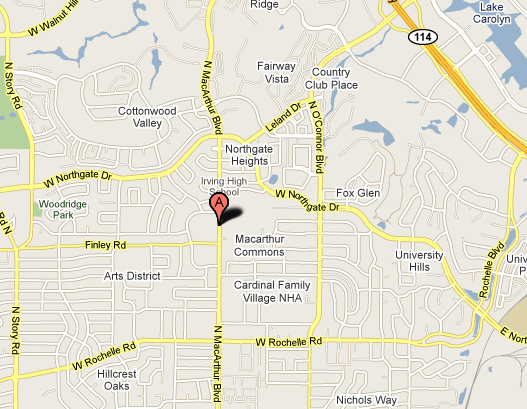 W Walnut Hill
Ridge
Lake
Carolyn
114
N Story Rd
N MacArthur Blvd
Fairway
Vista
Country
Club Place
Cottonwood
Valley
Leland Dr
N O'Connor Blvd
Northgate
Heights
W Northgate Dr
Irving High
School
W Northgate Dr
Fox Glen
Woodridge
Park
A
Rd N
Finley Rd
Macarthur
Commons
University
Hills
Rochelle Blvd
Arts District
Cardinal Family
Village NHA
N Story Rd
N MacArthur Blvd
W Rochelle Rd
W Rochelle Rd
Hillcrest
Oaks
Nichols Way